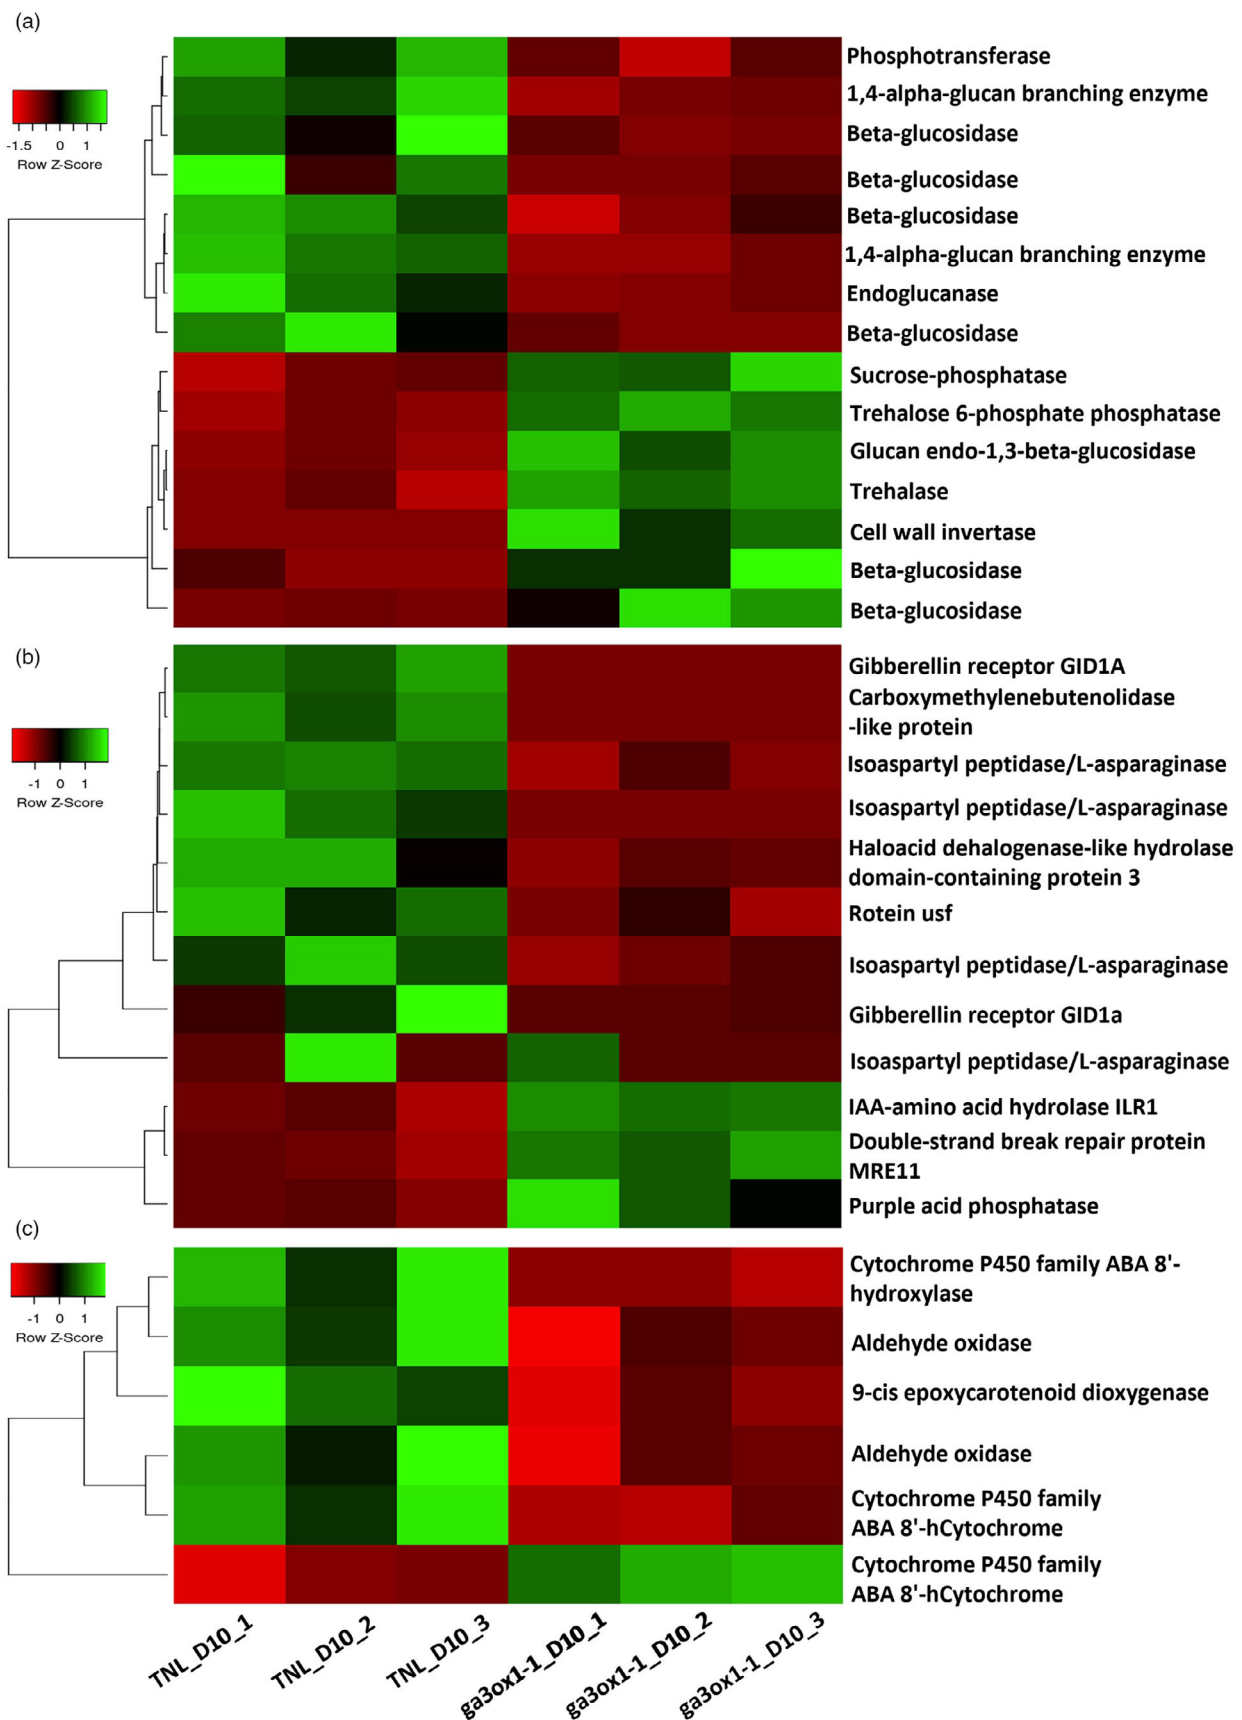 (a)
-1.5 0 1
Row Z-Score
Phosphotransferase
1,4-alpha-glucan branching enzyme
Beta-glucosidase
Beta-glucosidase
Beta-glucosidase
1,4-alpha-glucan branching enzyme
Endoglucanase
Beta-glucosidase
Sucrose-phosphatase
Trehalose 6-phosphate phosphatase
Glucan endo-1,3-beta-glucosidase
Trehalase
Cell wall invertase
Beta-glucosidase
Beta-glucosidase
(b)
-1 0 1
Row Z-Score
Gibberellin receptor GID1A
Carboxymethylenebutenolidase
-like protein
Isoaspartyl peptidase/L-asparaginase
Isoaspartyl peptidase/L-asparaginase
Haloacid dehalogenase-like hydrolase
domain-containing protein 3
Rotein usf
Isoaspartyl peptidase/L-asparaginase
Gibberellin receptor GID1a
Isoaspartyl peptidase/L-asparaginase
IAA-amino acid hydrolase ILR1
Double-strand break repair protein
MRE11
Purple acid phosphatase
(c)
-1 0 1
Row Z-Score
Cytochrome P450 family ABA 8'-
hydroxylase
Aldehyde oxidase
9-cis epoxycarotenoid dioxygenase
Aldehyde oxidase
Cytochrome P450 family
ABA 8'-hCytochrome
Cytochrome P450 family
ABA 8'-hCytochrome
TNL_D10_1
TNL_D10_2
TNL_D10_3
ga3ox1-1_D10_1
ga3ox1-1_D10_2
ga3ox1-1_D10_3